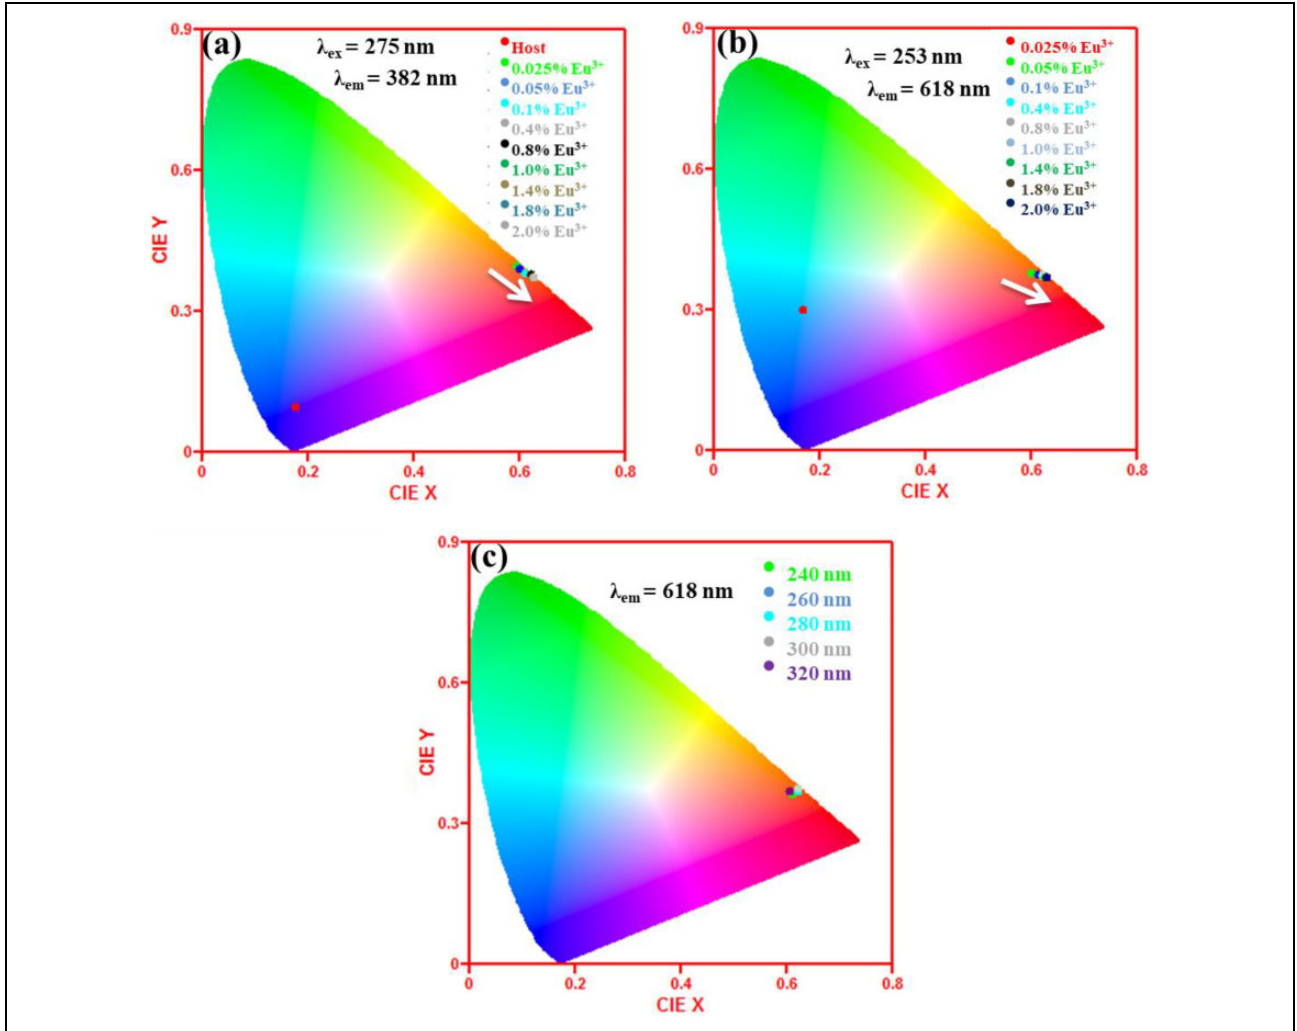 (a)
λex = 275 nm
λem = 382 nm
Host
0.025% Eu³⁺
0.05% Eu³⁺
0.1% Eu³⁺
0.4% Eu³⁺
0.8% Eu³⁺
1.0% Eu³⁺
1.4% Eu³⁺
1.8% Eu³⁺
2.0% Eu³⁺
0.9
0.6
0.3
0
CIE Y
0 0.2 0.4 0.6 0.8
CIE X
(b)
λex = 253 nm
λem = 618 nm
0.025% Eu³⁺
0.05% Eu³⁺
0.1% Eu³⁺
0.4% Eu³⁺
0.8% Eu³⁺
1.0% Eu³⁺
1.4% Eu³⁺
1.8% Eu³⁺
2.0% Eu³⁺
0.9
0.6
0.3
0
CIE Y
0 0.2 0.4 0.6 0.8
CIE X
(c)
λem = 618 nm
240 nm
260 nm
280 nm
300 nm
320 nm
0.9
0.6
0.3
0
CIE Y
0 0.2 0.4 0.6 0.8
CIE X